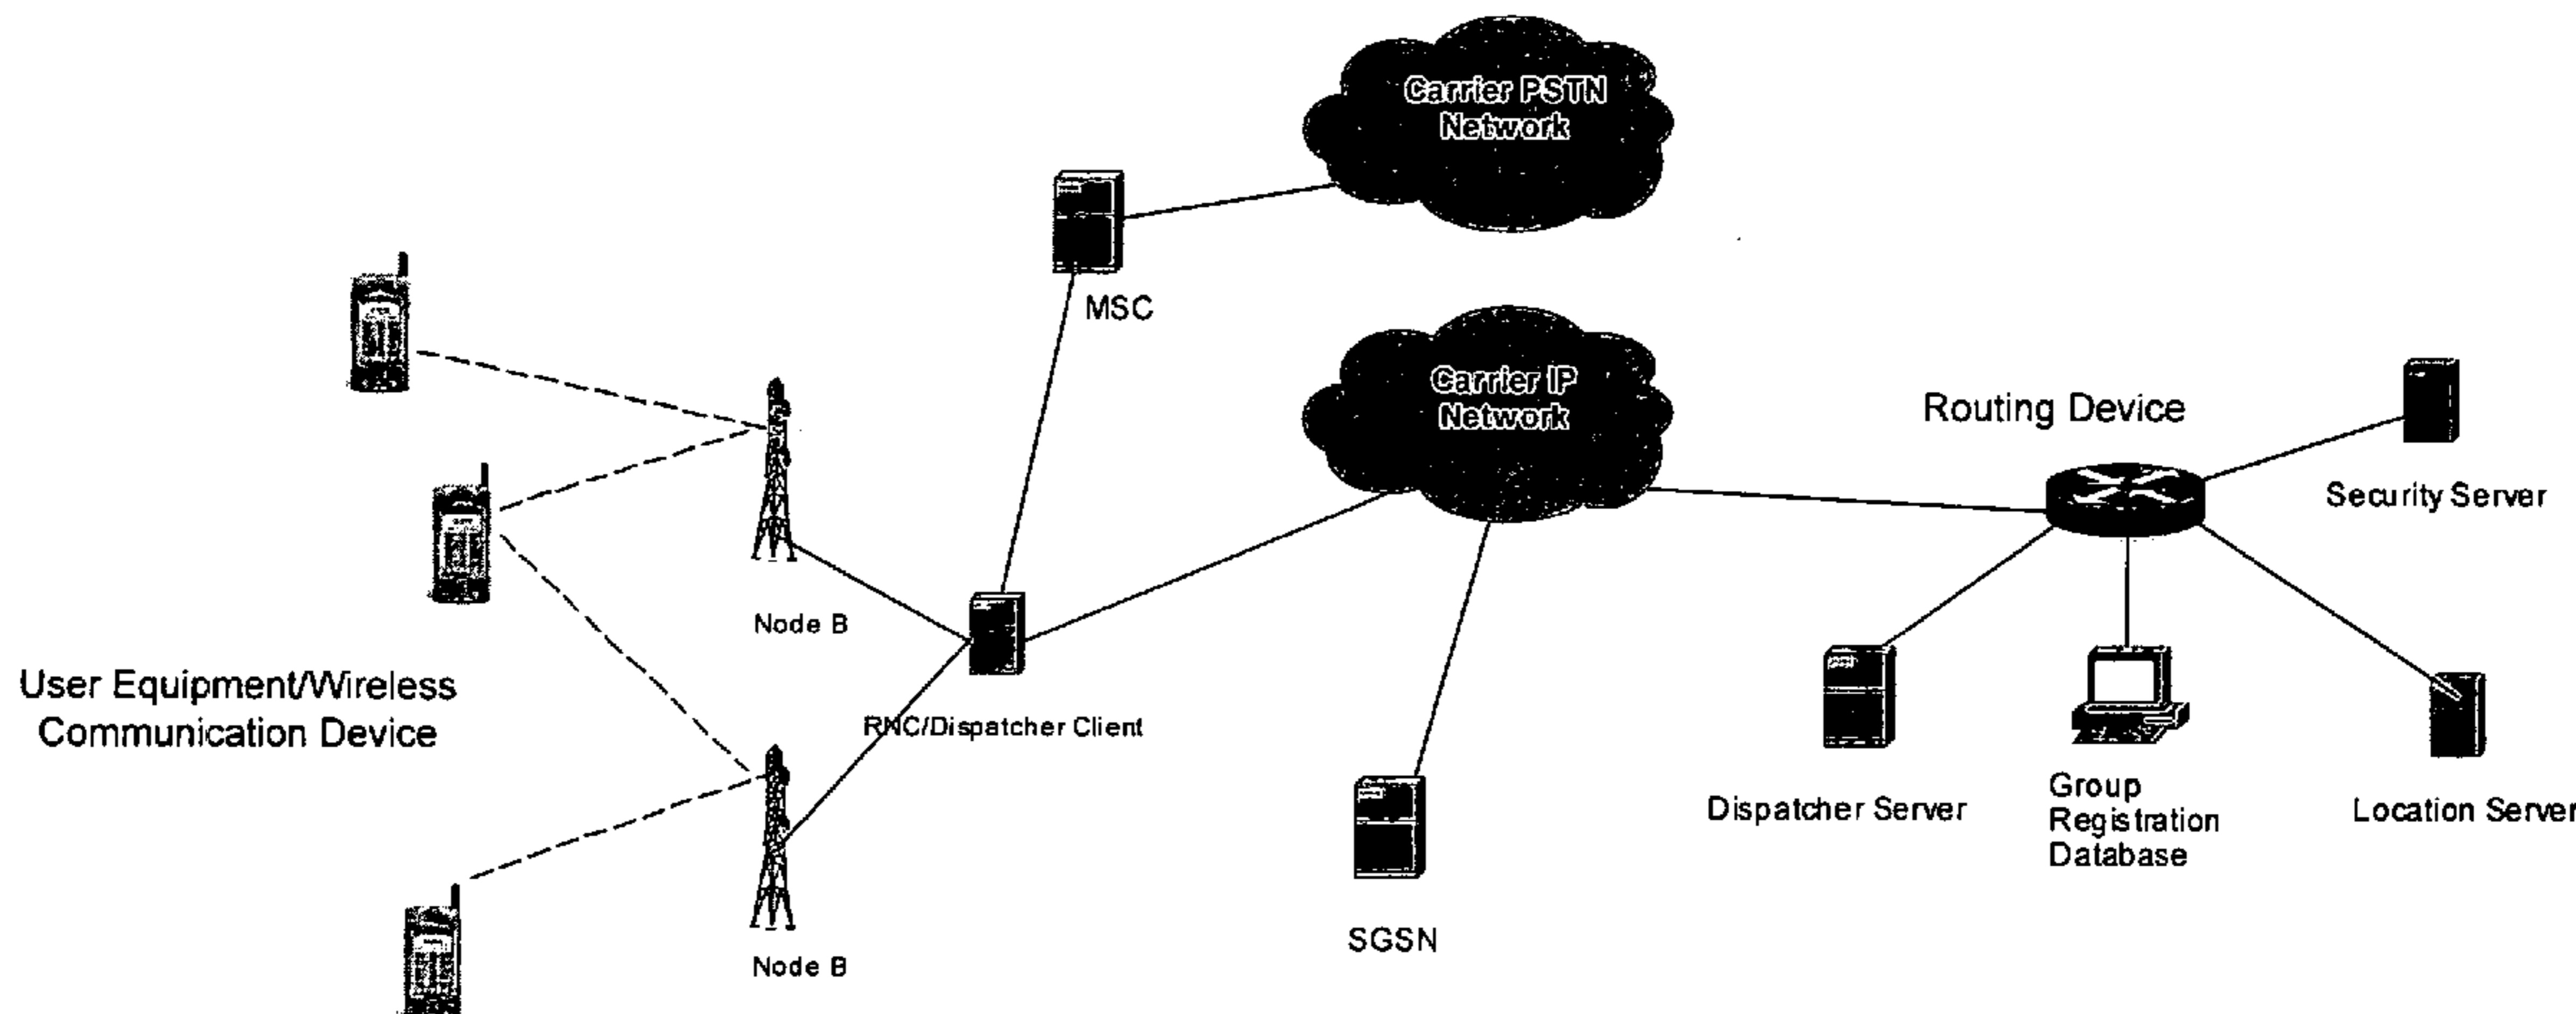 Carrier PSTN
Network
MSC
Carrier IP
Network
Routing Device
Security Server
Node B
User Equipment/Wireless
Communication Device
RNC/Dispatcher Client
Dispatcher Server
Group
Registration
Database
Location Server
SGSN
Node B